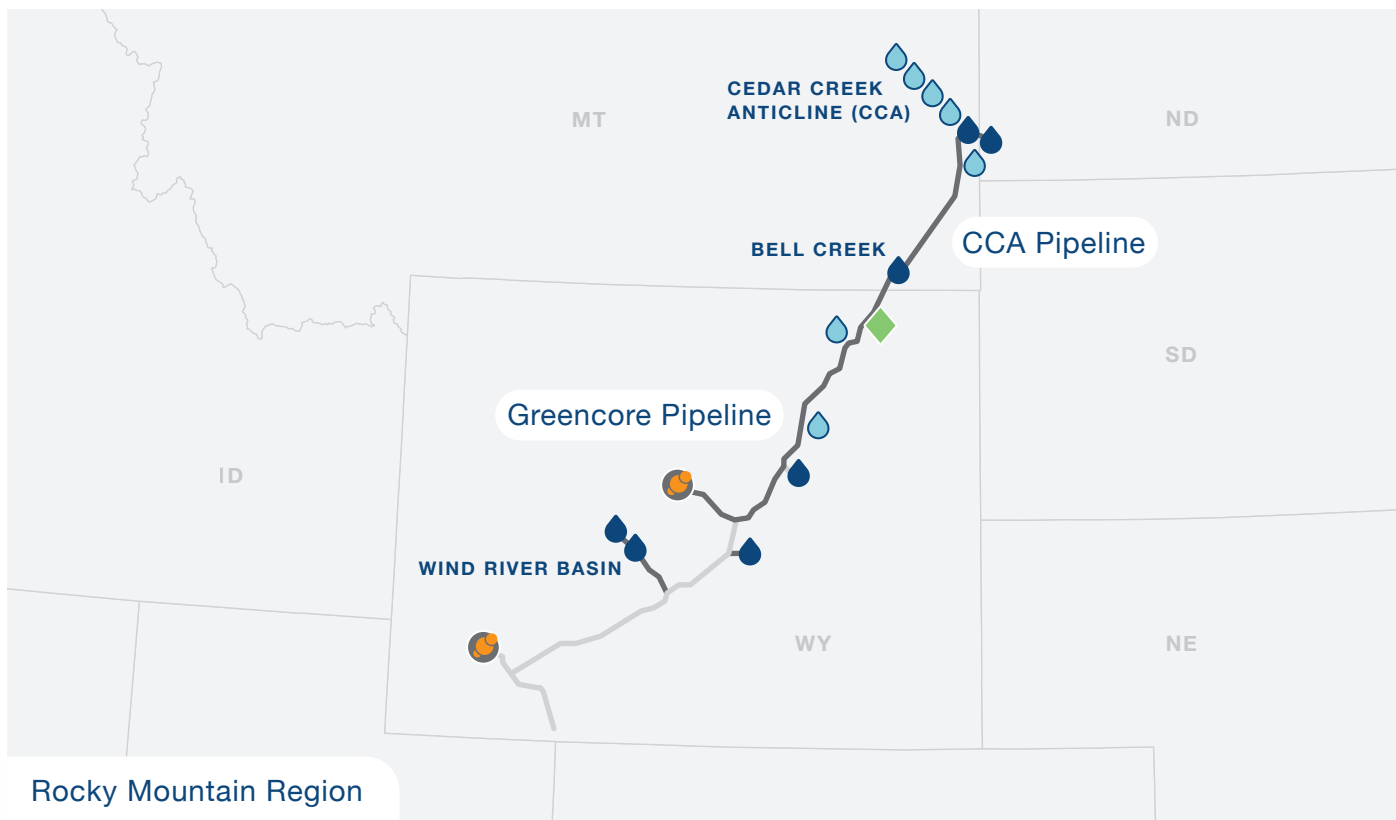 CEDAR CREEK
ANTICLINE (CCA)
MT
ND
CCA Pipeline
BELL CREEK
SD
Greencore Pipeline
ID
WIND RIVER BASIN
WY
NE
Rocky Mountain Region